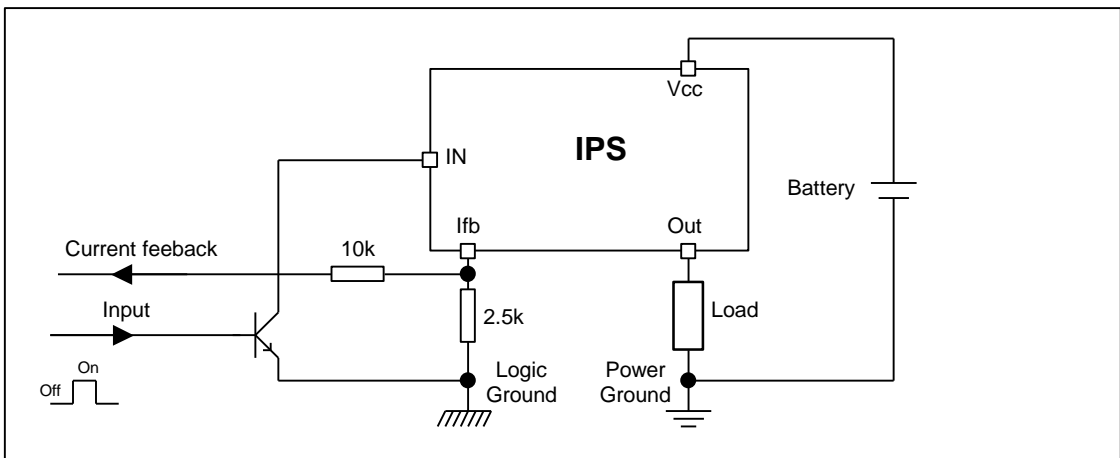 Vcc
IPS
IN
Battery
Ifb
Out
Current feeback
10k
Input
2.5k
Load
On
Off
Logic
Ground
Power
Ground